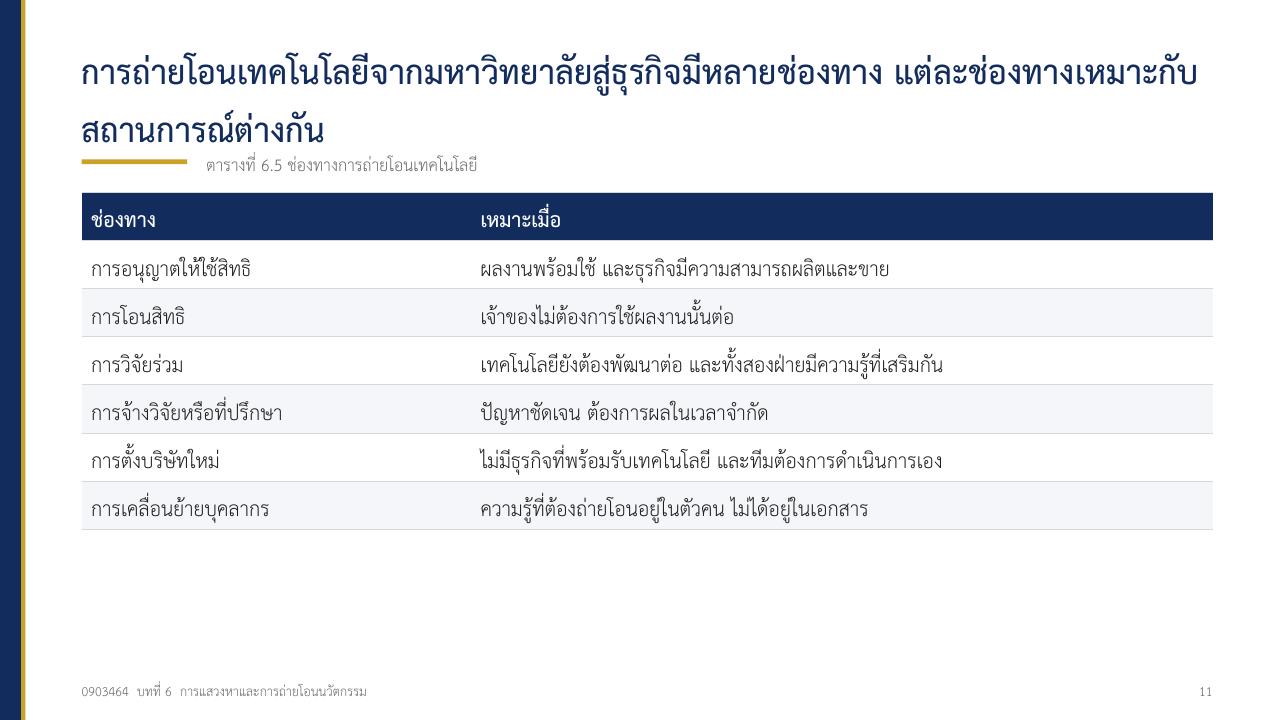 การถ่ายโอนเทคโนโลยีจากมหาวิทยาลัยสู่ธุรกิจมีหลายช่องทาง แต่ละช่องทางเหมาะกับ
สถานการณ์ต่างกัน
ตารางที่ 6.5 ช่องทางการถ่ายโอนเทคโนโลยี
ช่องทาง เหมาะเมื่อ
การอนุญาตให้ใช้สิทธิ ผลงานพร้อมใช้ และธุรกิจมีความสามารถผลิตและขาย
การโอนสิทธิ เจ้าของไม่ต้องการใช้ผลงานนั้นต่อ
การวิจัยร่วม เทคโนโลยียังต้องพัฒนาต่อ และทั้งสองฝ่ายมีความรู้ที่เสริมกัน
การจ้างวิจัยหรือที่ปรึกษา ปัญหาชัดเจน ต้องการผลในเวลาจำกัด
การตั้งบริษัทใหม่ ไม่มีธุรกิจที่พร้อมรับเทคโนโลยี และทีมต้องการดำเนินการเอง
การเคลื่อนย้ายบุคลากร ความรู้ที่ต้องถ่ายโอนอยู่ในตัวคน ไม่ได้อยู่ในเอกสาร
0903464 บทที่ 6 การแสวงหาและการถ่ายโอนนวัตกรรม 11